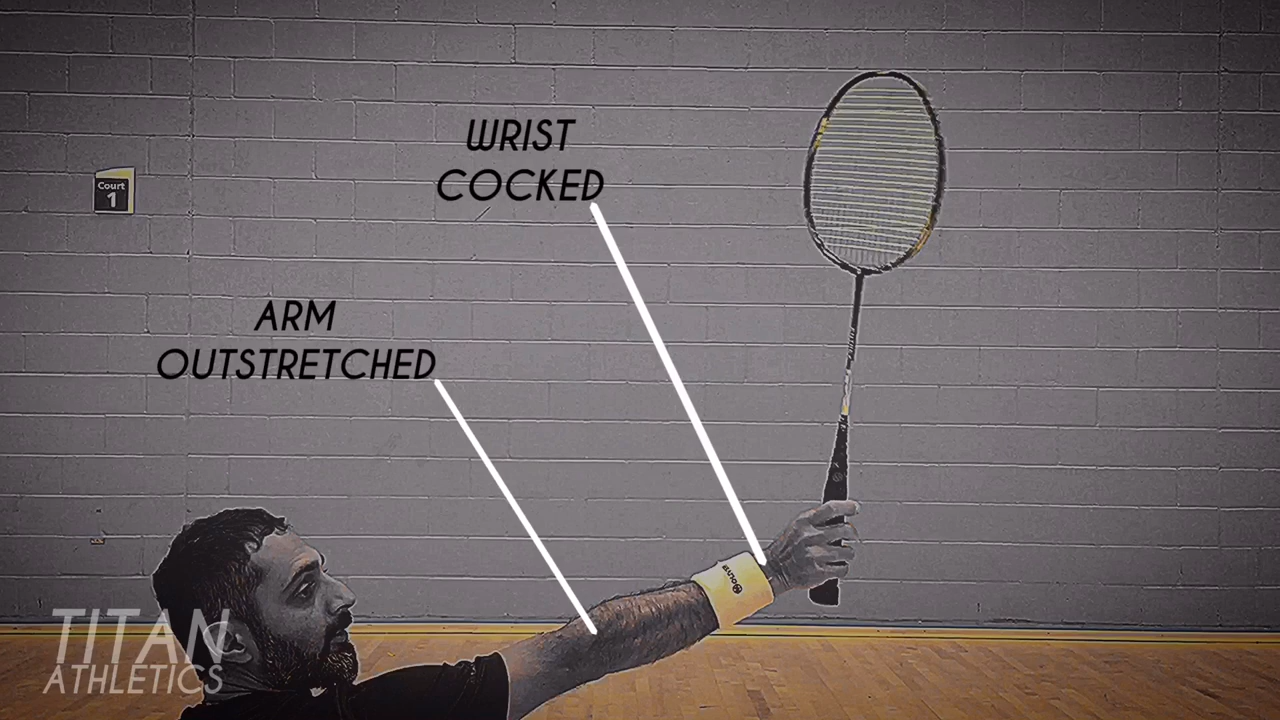 WRIST
COCKED
Court
1
ARM
OUTSTRETCHED
TITAN
ATHLETICS